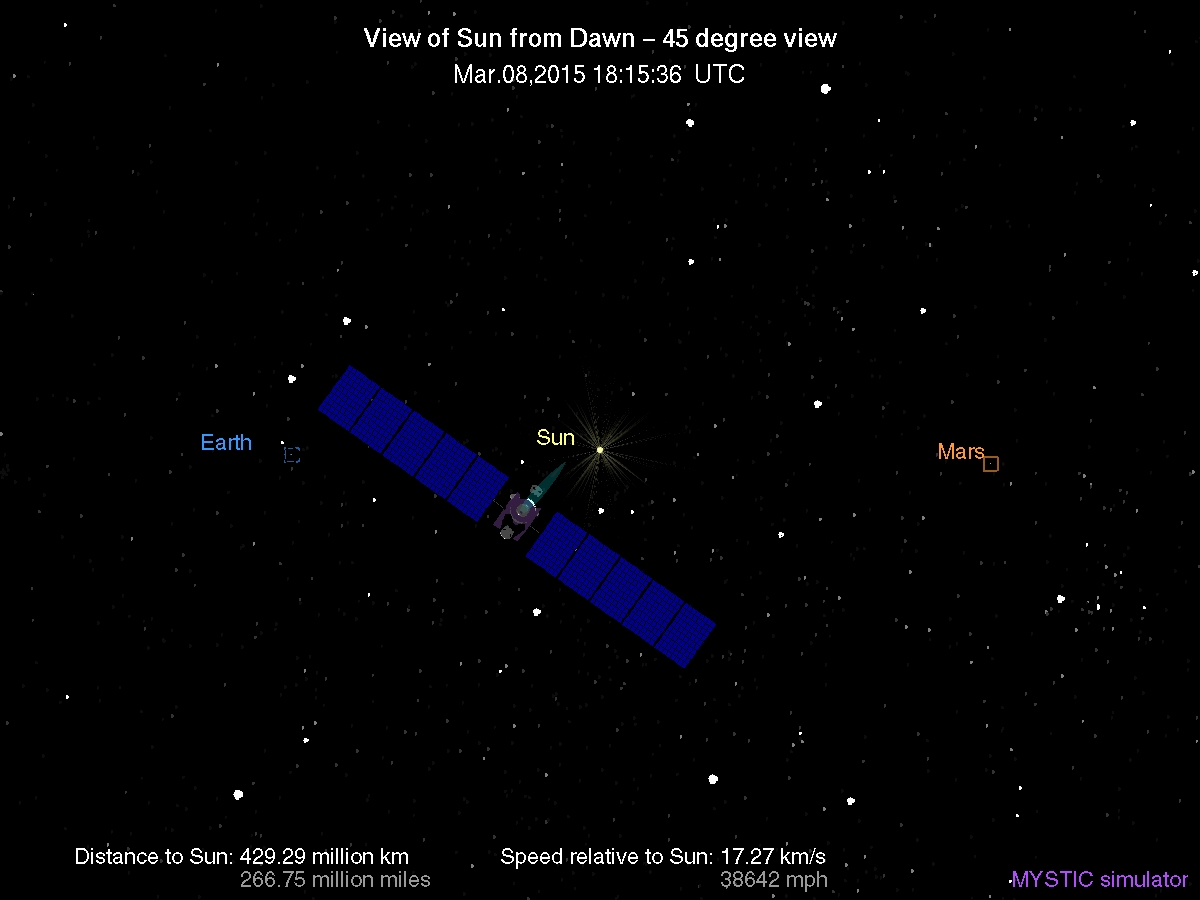 View of Sun from Dawn – 45 degree view
Mar.08,2015 18:15:36 UTC
Sun
Earth
Mars
Distance to Sun: 429.29 million km
266.75 million miles
Speed relative to Sun: 17.27 km/s
38642 mph
MYSTIC simulator